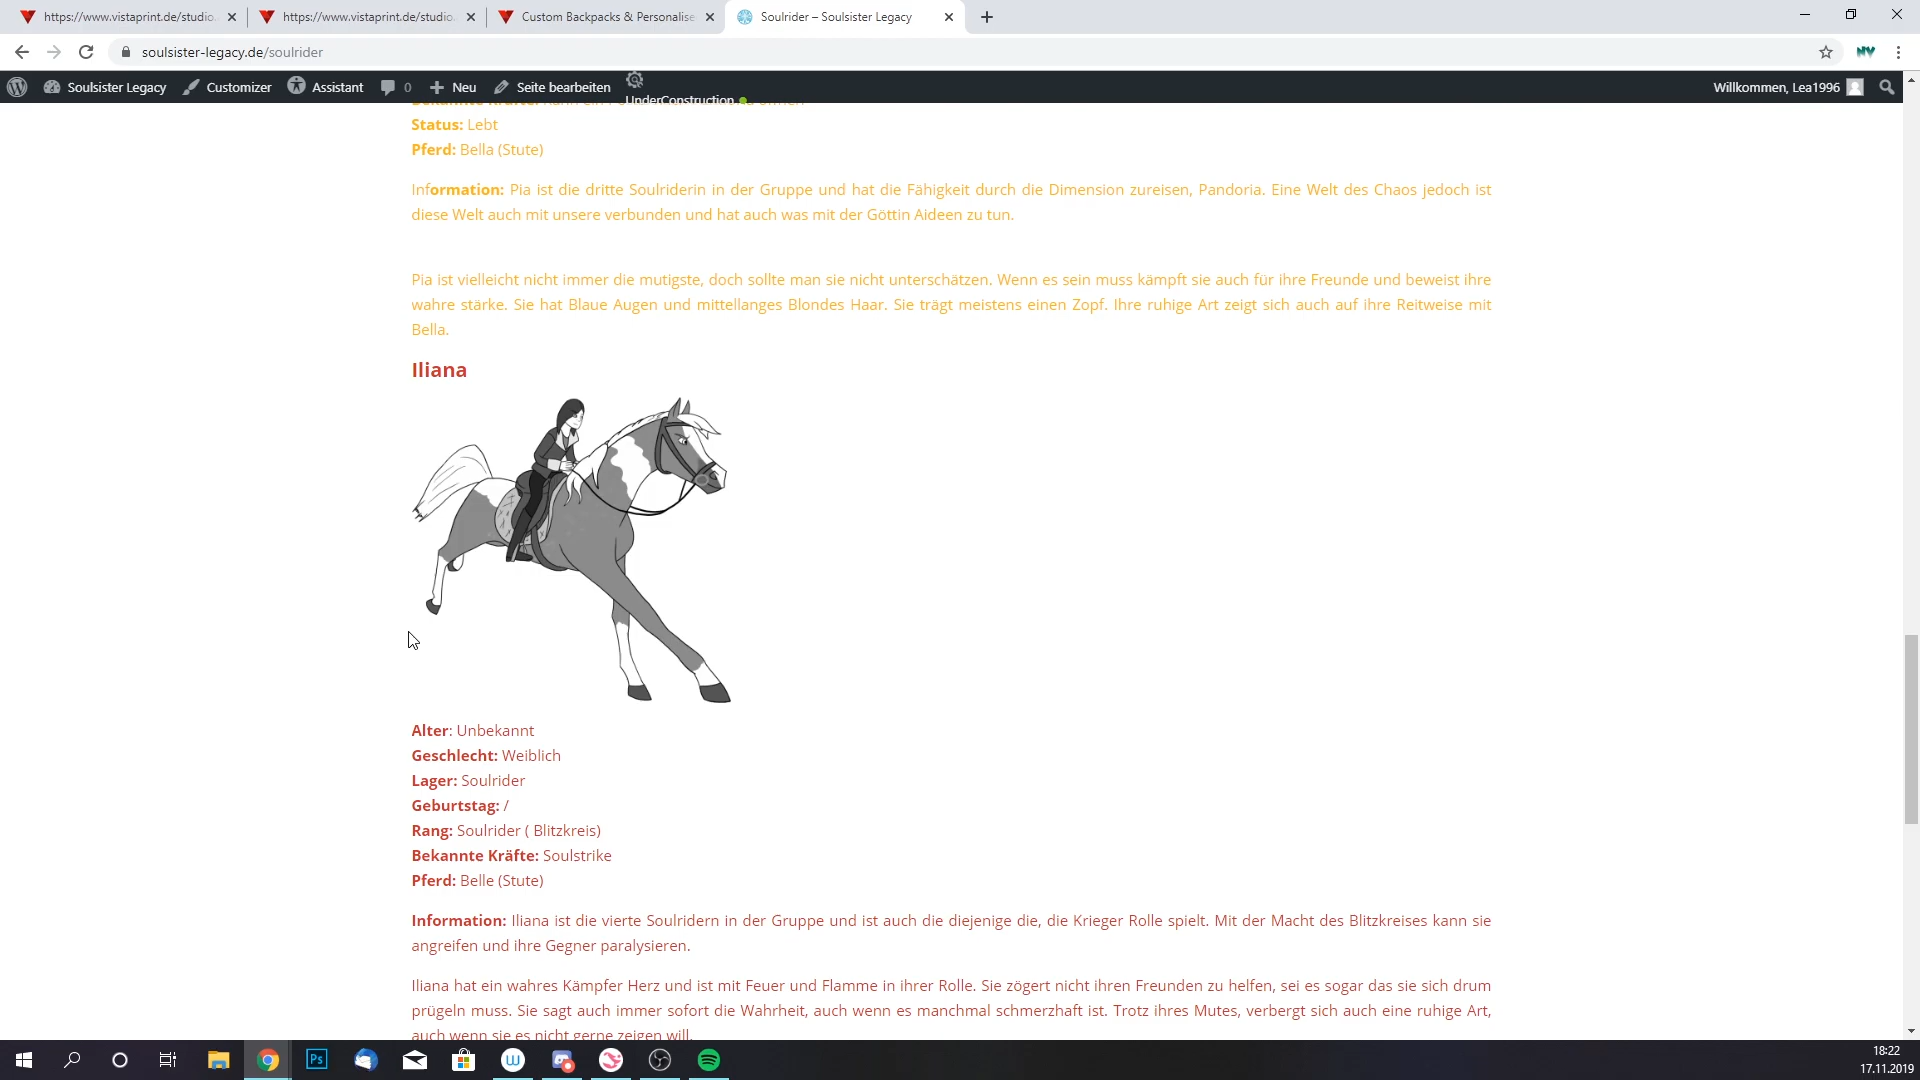 https://www.vistaprint.de/studio.
https://www.vistaprint.de/studio.
Custom Backpacks & Personalise
Soulrider – Soulsister Legacy
soulsister-legacy.de/soulrider
Soulsister Legacy
Customizer
Assistant
0
Neu
Seite bearbeiten
UnderConstruction
Willkommen, Lea1996
Status: Lebt
Pferd: Bella (Stute)
Information: Pia ist die dritte Soulriderin in der Gruppe und hat die Fähigkeit durch die Dimension zureisen, Pandoria. Eine Welt des Chaos jedoch ist
diese Welt auch mit unsere verbunden und hat auch was mit der Göttin Aideen zu tun.
Pia ist vielleicht nicht immer die mutigste, doch sollte man sie nicht unterschätzen. Wenn es sein muss kämpft sie auch für ihre Freunde und beweist ihre
wahre stärke. Sie hat Blaue Augen und mittellanges Blondes Haar. Sie trägt meistens einen Zopf. Ihre ruhige Art zeigt sich auch auf ihre Reitweise mit
Bella.
Iliana
Alter: Unbekannt
Geschlecht: Weiblich
Lager: Soulrider
Geburtstag: /
Rang: Soulrider ( Blitzkreis)
Bekannte Kräfte: Soulstrike
Pferd: Belle (Stute)
Information: Iliana ist die vierte Soulridern in der Gruppe und ist auch die diejenige die, die Krieger Rolle spielt. Mit der Macht des Blitzkreises kann sie
angreifen und ihre Gegner paralysieren.
Iliana hat ein wahres Kämpfer Herz und ist mit Feuer und Flamme in ihrer Rolle. Sie zögert nicht ihren Freunden zu helfen, sei es sogar das sie sich drum
prügeln muss. Sie sagt auch immer sofort die Wahrheit, auch wenn es manchmal schmerzhaft ist. Trotz ihres Mutes, verbergt sich auch eine ruhige Art,
auch wenn sie es nicht gerne zeigen will.
Ps
18:22
17.11.2019